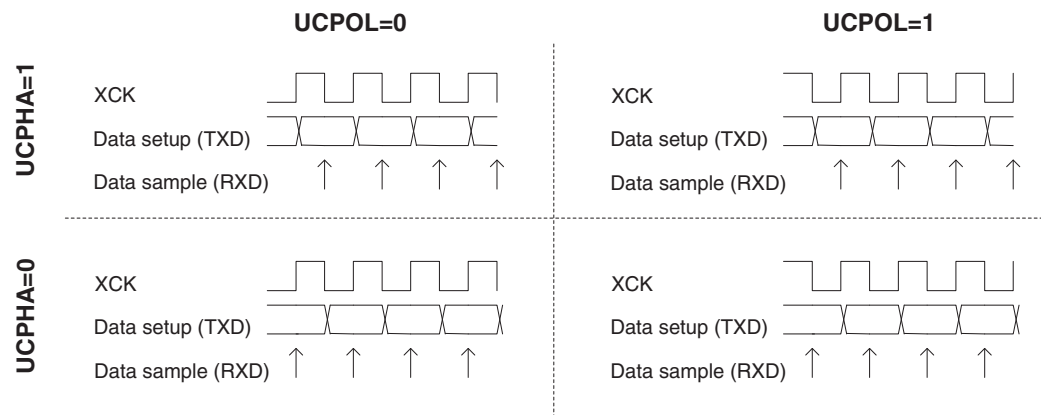 UCPOL=0 UCPOL=1
UCPHA=1
XCK
Data setup (TXD)
Data sample (RXD)
XCK
Data setup (TXD)
Data sample (RXD)
UCPHA=0
XCK
Data setup (TXD)
Data sample (RXD)
XCK
Data setup (TXD)
Data sample (RXD)